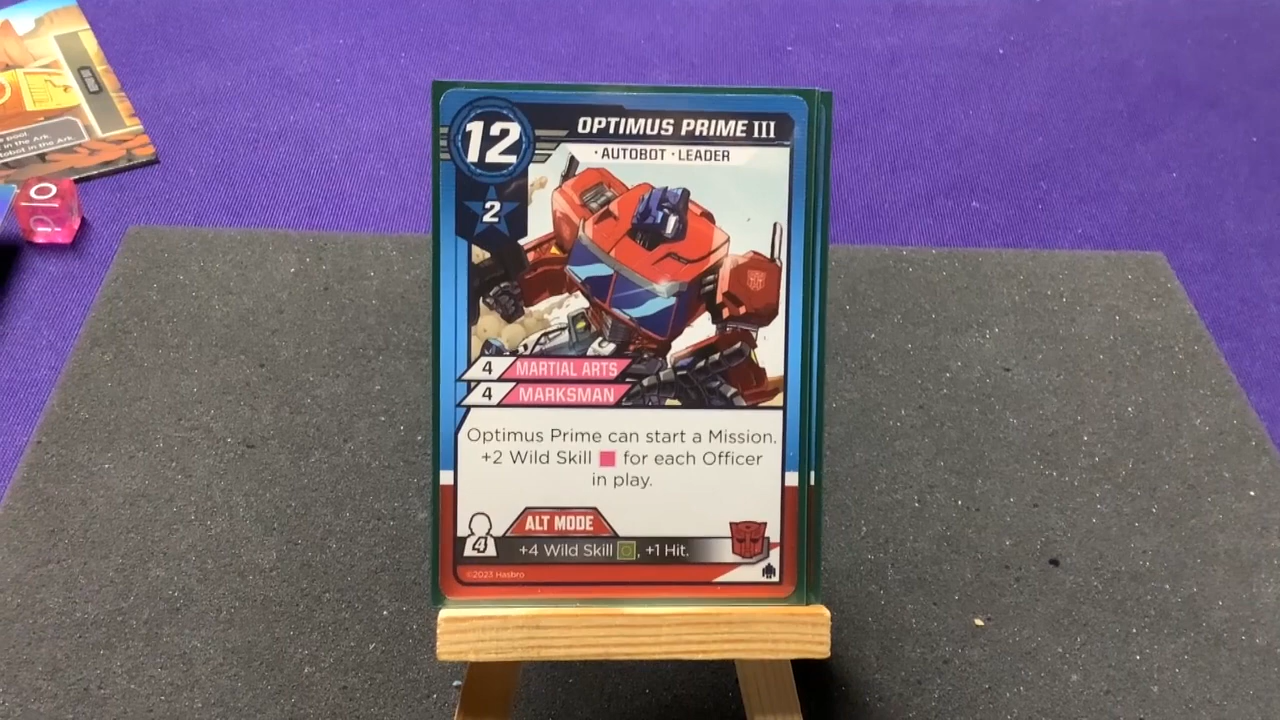 pool.
in the Ark.
tobot in the Ark.
12
OPTIMUS PRIME III
· AUTOBOT · LEADER
2
4 MARTIAL ARTS
4 MARKSMAN
Optimus Prime can start a Mission.
+2 Wild Skill for each Officer
in play.
ALT MODE
4
+4 Wild Skill , +1 Hit.
©2023 Hasbro